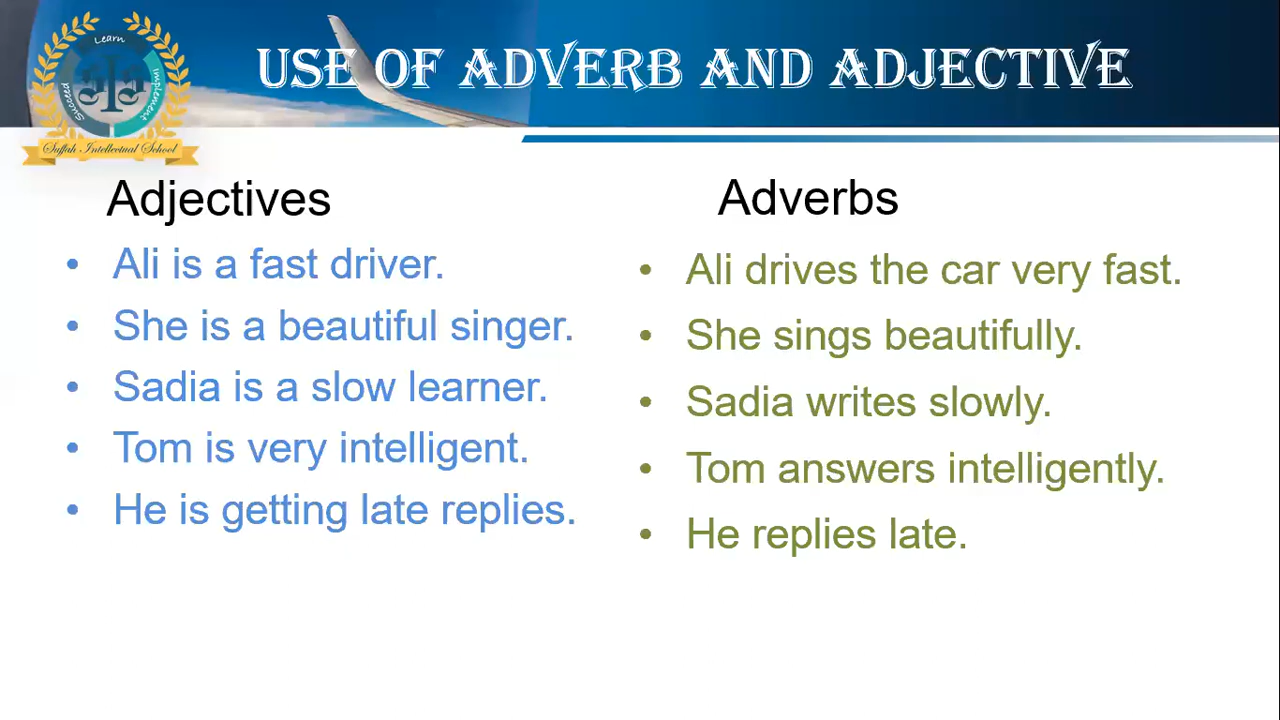 Learn
Implement
Succeed
Suffah Intellectual School
USE OF ADVERB AND ADJECTIVE
Adjectives
• Ali is a fast driver.
• She is a beautiful singer.
• Sadia is a slow learner.
• Tom is very intelligent.
• He is getting late replies.
Adverbs
• Ali drives the car very fast.
• She sings beautifully.
• Sadia writes slowly.
• Tom answers intelligently.
• He replies late.